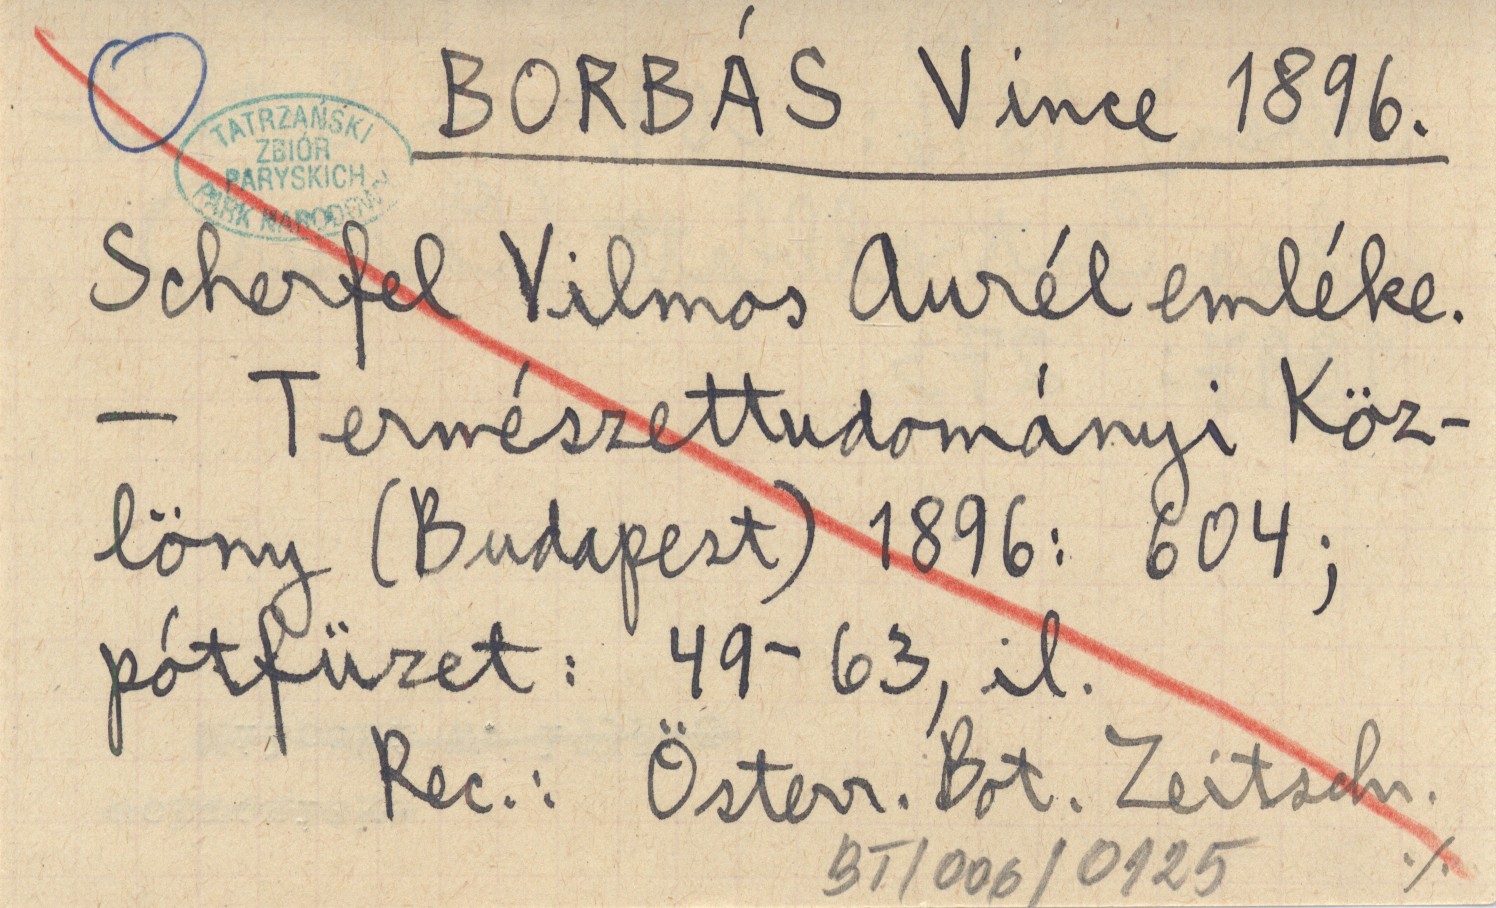 BORBÁS Vince 1896.
TATRZAŃSKI
ZBIÓR
PARYSKICH
PARK NARODOWY
Scherfel Vilmos Aurél emléke.
— Természettudományi Köz-
löny (Budapest) 1896: 604;
pótfüzet: 49-63, il.
Rec.: Österr. Bot. Zeitschr.
BT/006/0125 ./.